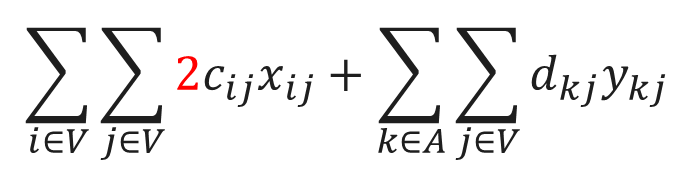 ∑_{i∈V} ∑_{j∈V} 2c_{ij}x_{ij} + ∑_{k∈A} ∑_{j∈V} d_{kj}y_{kj}